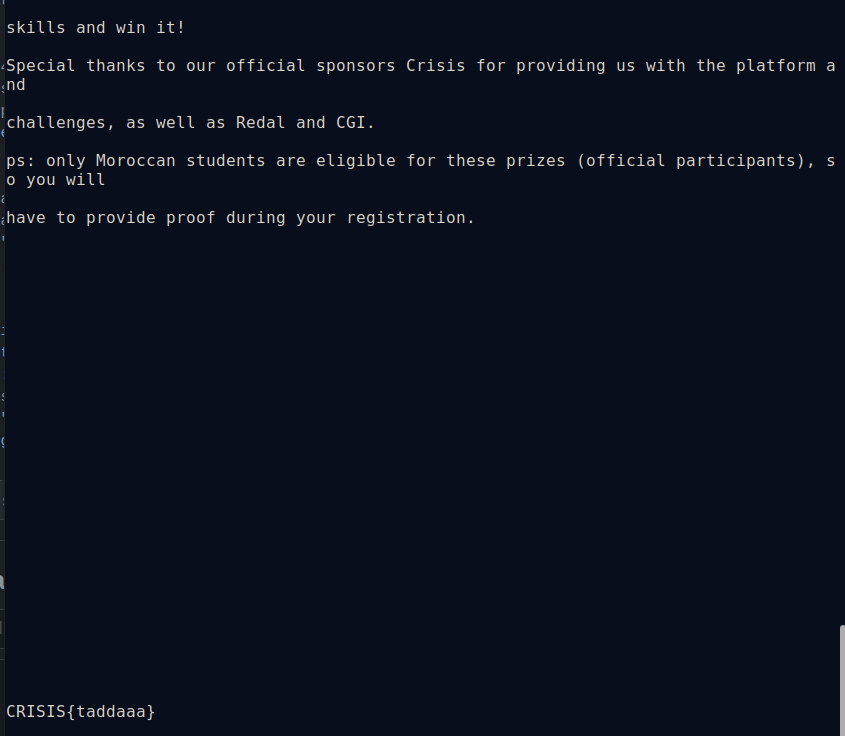 skills and win it!
Special thanks to our official sponsors Crisis for providing us with the platform a
nd
challenges, as well as Redal and CGI.
ps: only Moroccan students are eligible for these prizes (official participants), s
o you will
have to provide proof during your registration.
CRISIS{taddaaa}